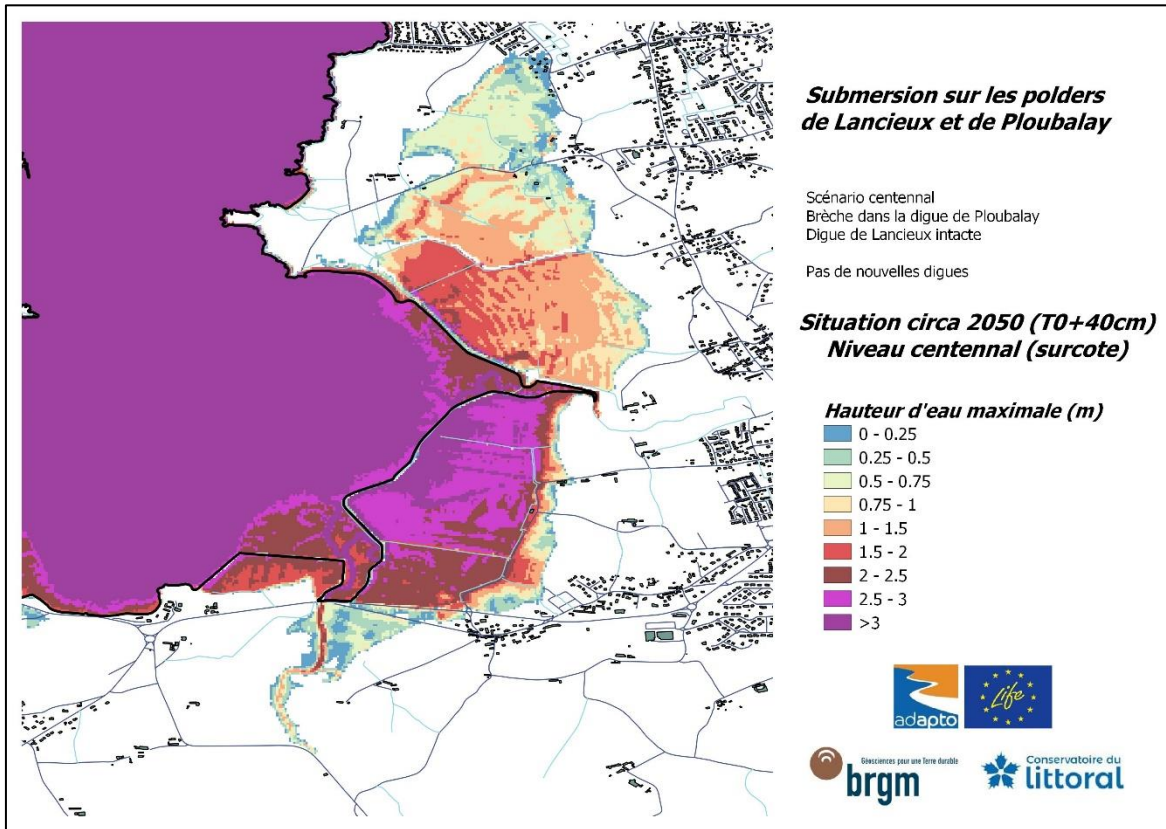 Submersion sur les polders
de Lancieux et de Ploubalay
Scénario centennal
Brèche dans la digue de Ploubalay
Digue de Lancieux intacte
Pas de nouvelles digues
Situation circa 2050 (T0+40cm)
Niveau centennal (surcote)
Hauteur d'eau maximale (m)
0 - 0.25
0.25 - 0.5
0.5 - 0.75
0.75 - 1
1 - 1.5
1.5 - 2
2 - 2.5
2.5 - 3
>3
adapto
Life
Géosciences pour une Terre durable
brgm
Conservatoire du
littoral